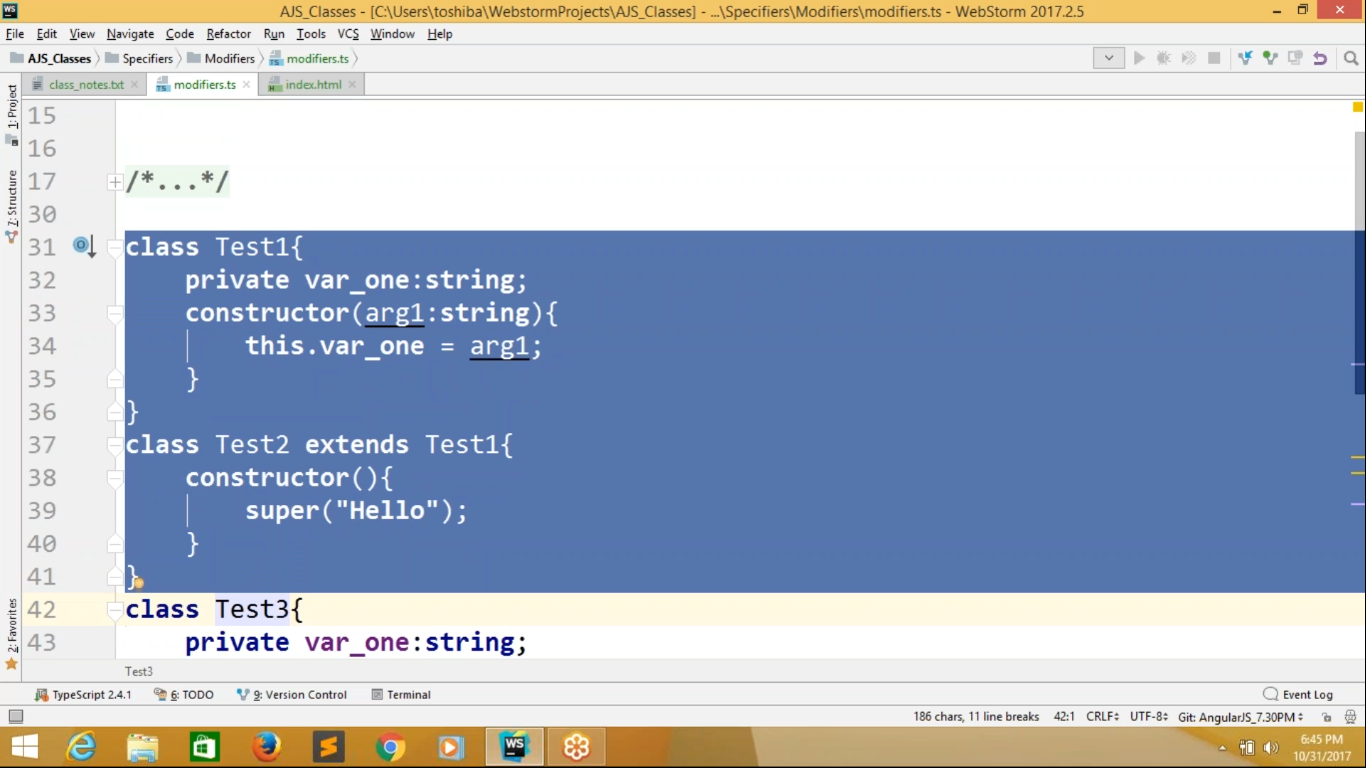 WS AJS_Classes - [C:\Users\toshiba\WebstormProjects\AJS_Classes] - ...\Specifiers\Modifiers\modifiers.ts - WebStorm 2017.2.5
File Edit View Navigate Code Refactor Run Tools VCS Window Help
AJS_Classes Specifiers Modifiers modifiers.ts
class_notes.txt modifiers.ts index.html
1: Project
Z: Structure
2: Favorites
15
16
17 /*...*/
30
31 class Test1{
32 private var_one:string;
33 constructor(arg1:string){
34 this.var_one = arg1;
35 }
36 }
37 class Test2 extends Test1{
38 constructor(){
39 super("Hello");
40 }
41 }
42 class Test3{
43 private var_one:string;
Test3
TypeScript 2.4.1 6: TODO 9: Version Control Terminal Event Log
186 chars, 11 line breaks 42:1 CRLF UTF-8 Git: AngularJS_7.30PM
WS
6:45 PM
10/31/2017